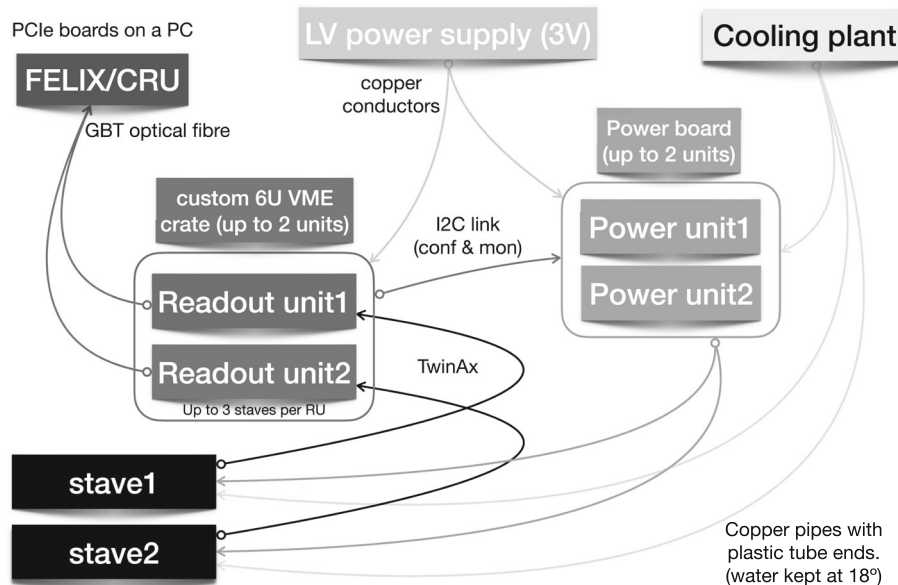 PCIe boards on a PC
FELIX/CRU
GBT optical fibre
LV power supply (3V)
copper
conductors
Cooling plant
Power board
(up to 2 units)
custom 6U VME
crate (up to 2 units)
I2C link
(conf & mon)
Power unit1
Power unit2
Readout unit1
Readout unit2
Up to 3 staves per RU
TwinAx
stave1
stave2
Copper pipes with
plastic tube ends.
(water kept at 18º)